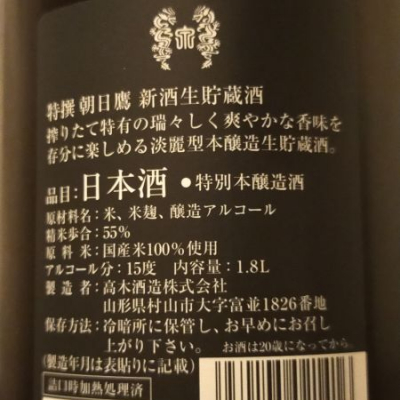 特撰 朝日鷹 新酒生貯蔵酒
搾りたて特有の瑞々しく爽やかな香味を
存分に楽しめる淡麗型本醸造生貯蔵酒。
品目:日本酒 ●特別本醸造酒
原材料名:米、米麹、醸造アルコール
精米歩合:55%
原料米:国産米100%使用
アルコール分:15度 内容量:1.8L
製造者:高木酒造株式会社
山形県村山市大字富並1826番地
保存方法:冷暗所に保管し、お早めにお召し
上がり下さい。 お酒は20歳になってから。
(製造年月は表貼りに記載)
詰口時加熱処理済